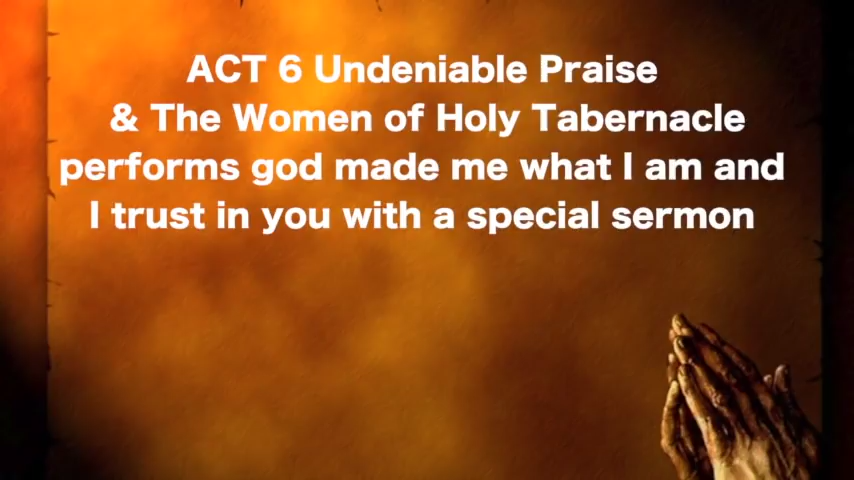 ACT 6 Undeniable Praise
& The Women of Holy Tabernacle
performs god made me what I am and
I trust in you with a special sermon